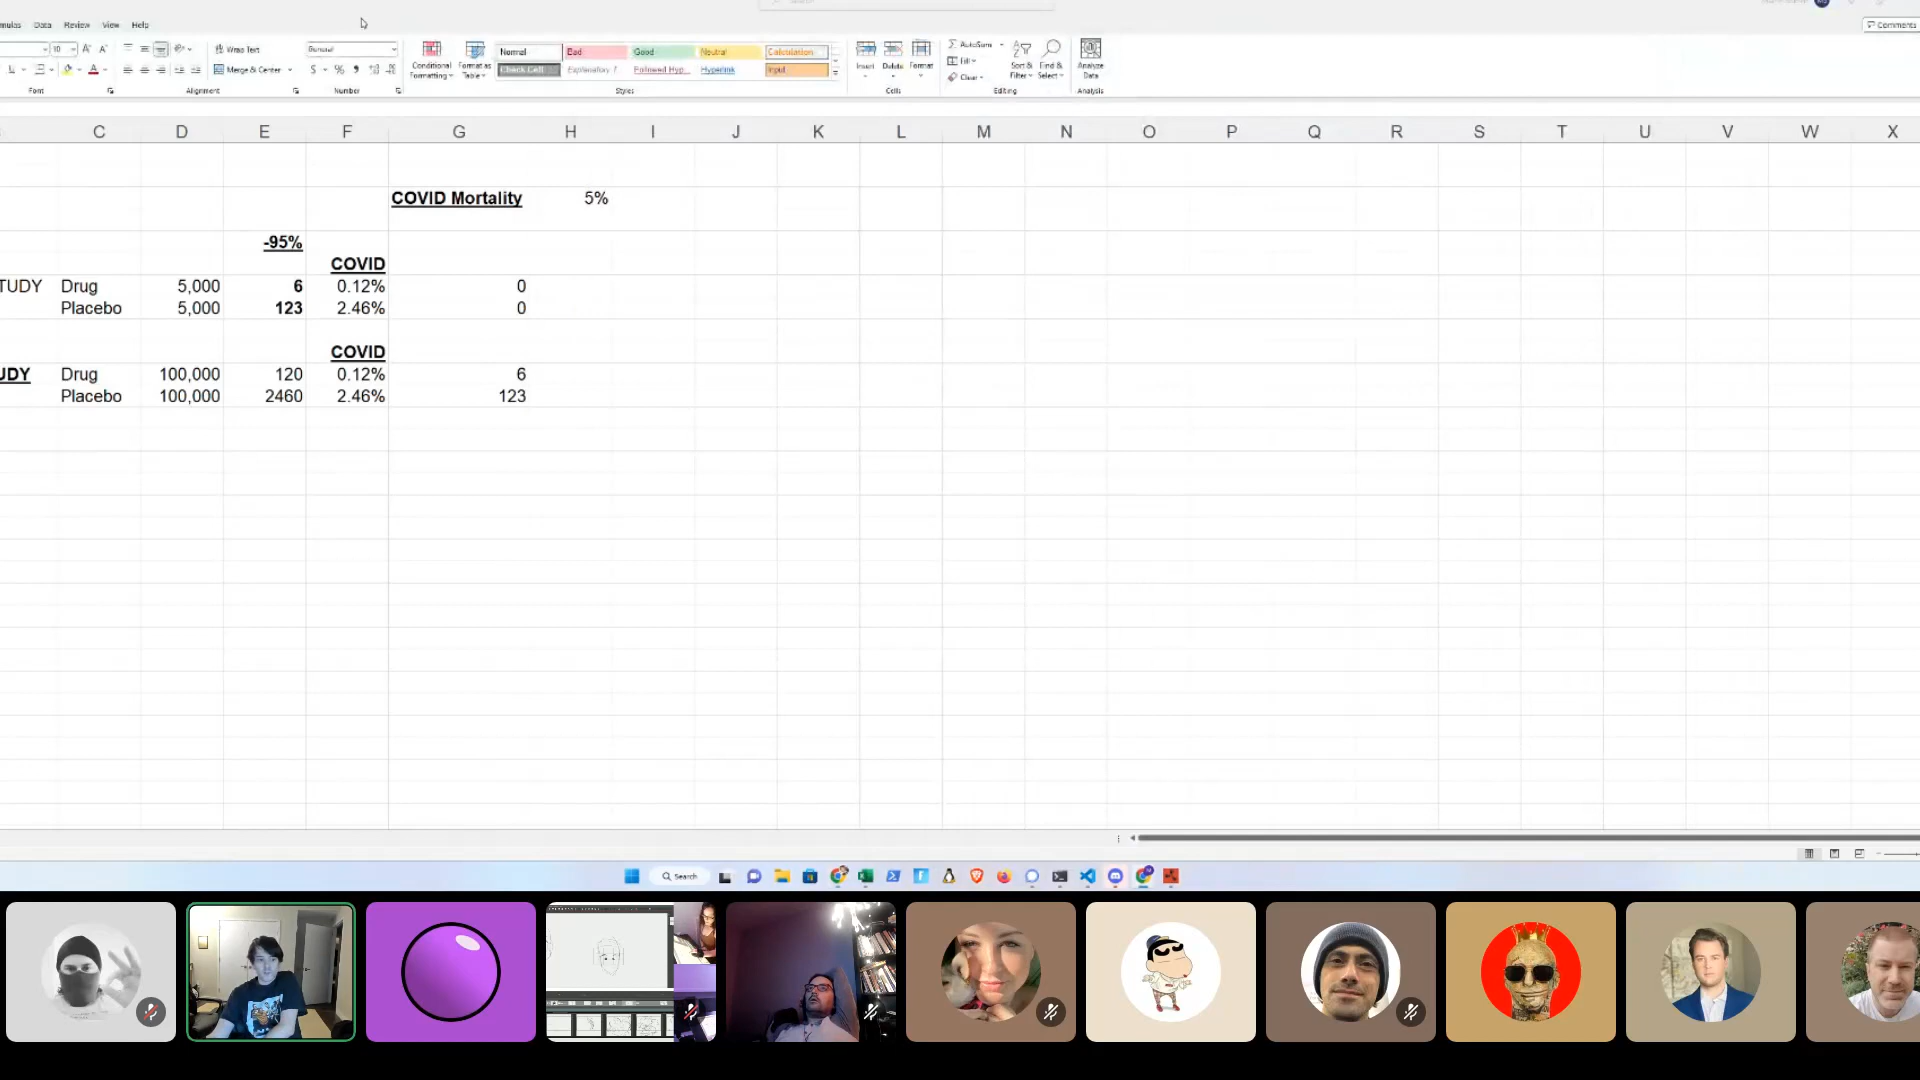 Data Review View Help
Comments
10 Wrap Text General Normal Bad Good Neutral Calculation AutoSum
Conditional Formatting Format as Table Insert Delete Format Fill Sort & Filter Find & Select Analyze Data
Merge & Center $ % Check Cell Followed Hyp... Hyperlink Input Clear
Font Alignment Number Styles Cells Editing Analysis
C D E F G H I J K L M N O P Q R S T U V W X
COVID Mortality 5%
-95%
COVID
TUDY Drug 5,000 6 0.12% 0
Placebo 5,000 123 2.46% 0
COVID
UDY Drug 100,000 120 0.12% 6
Placebo 100,000 2460 2.46% 123
Search